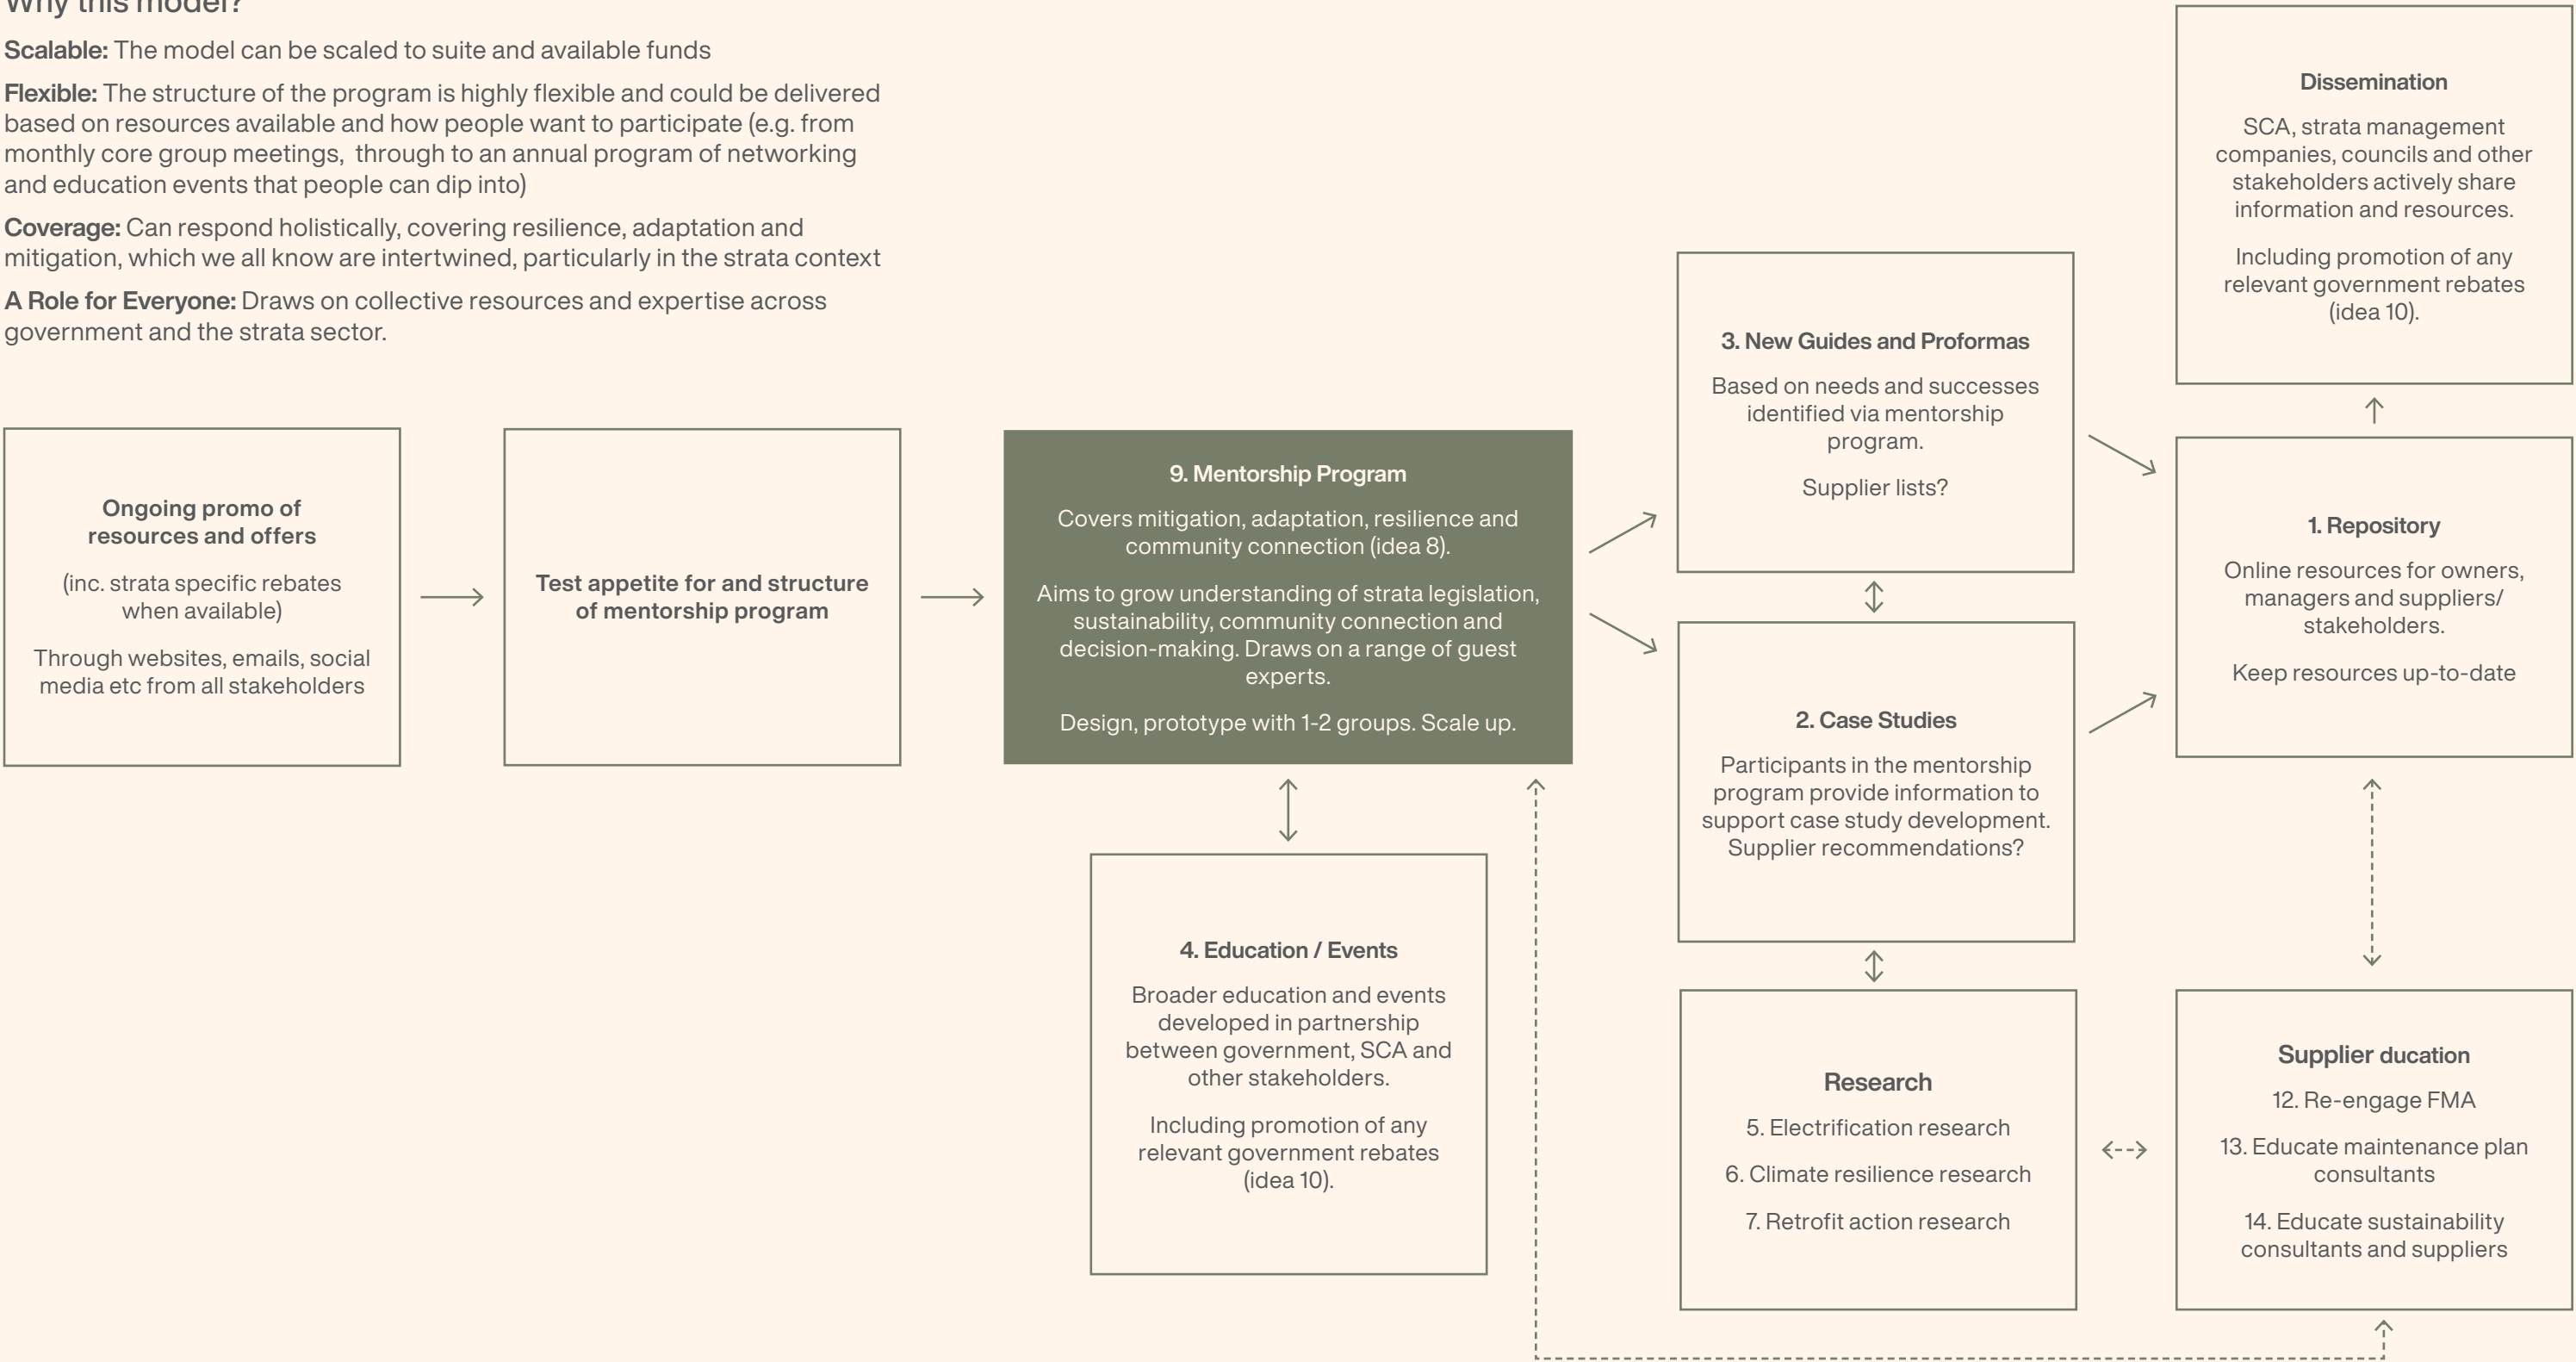 Why this model?
Scalable: The model can be scaled to suite and available funds
Flexible: The structure of the program is highly flexible and could be delivered
based on resources available and how people want to participate (e.g. from
monthly core group meetings,  through to an annual program of networking
and education events that people can dip into)
Coverage: Can respond holistically, covering resilience, adaptation and
mitigation, which we all know are intertwined, particularly in the strata context
A Role for Everyone: Draws on collective resources and expertise across
government and the strata sector.
Ongoing promo of
resources and offers
(inc. strata specific rebates
when available)
Through websites, emails, social
media etc from all stakeholders
Test appetite for and structure
of mentorship program
9. Mentorship Program
Covers mitigation, adaptation, resilience and
community connection (idea 8).
Aims to grow understanding of strata legislation,
sustainability, community connection and
decision-making. Draws on a range of guest
experts.
Design, prototype with 1-2 groups. Scale up.
4. Education / Events
Broader education and events
developed in partnership
between government, SCA and
other stakeholders.
Including promotion of any
relevant government rebates
(idea 10).
3. New Guides and Proformas
Based on needs and successes
identified via mentorship
program.
Supplier lists?
2. Case Studies
Participants in the mentorship
program provide information to
support case study development.
Supplier recommendations?
Research
5. Electrification research
6. Climate resilience research
7. Retrofit action research
Dissemination
SCA, strata management
companies, councils and other
stakeholders actively share
information and resources.
Including promotion of any
relevant government rebates
(idea 10).
1. Repository
Online resources for owners,
managers and suppliers/
stakeholders.
Keep resources up-to-date
Supplier ducation
12. Re-engage FMA
13. Educate maintenance plan
consultants
14. Educate sustainability
consultants and suppliers